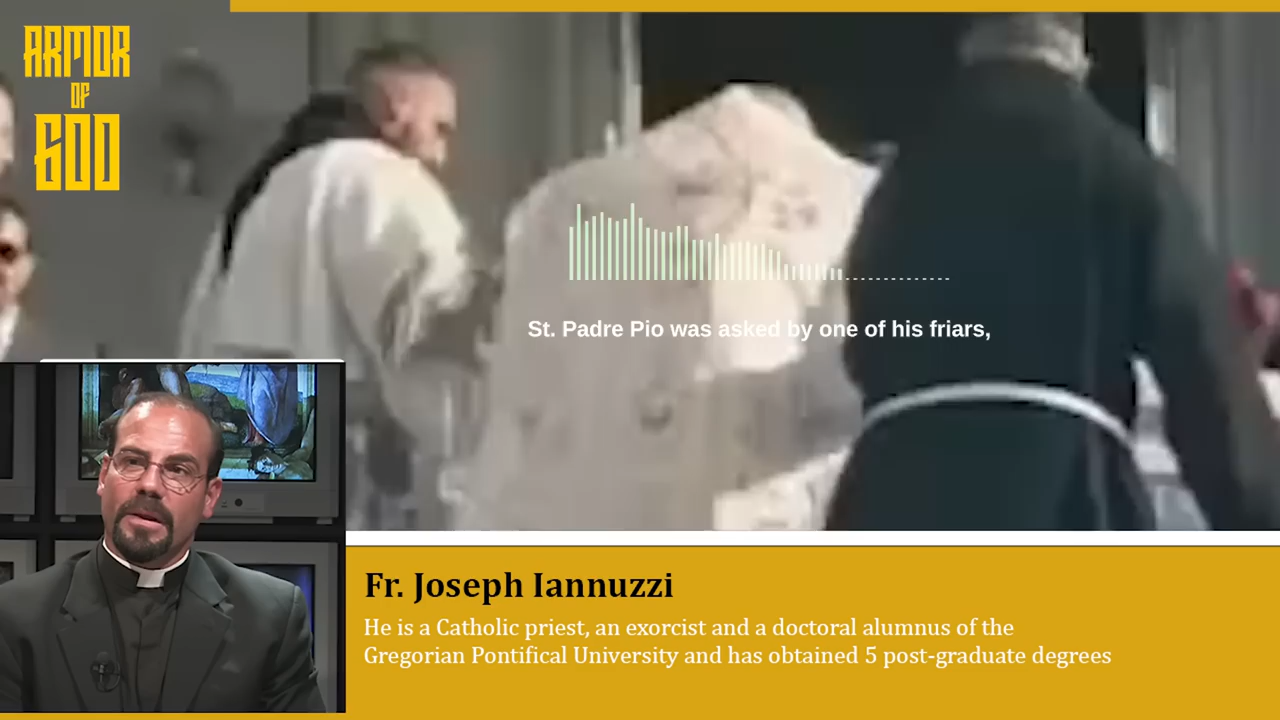 ARMOR
OF
GOD
St. Padre Pio was asked by one of his friars,
Fr. Joseph Iannuzzi
He is a Catholic priest, an exorcist and a doctoral alumnus of the
Gregorian Pontifical University and has obtained 5 post-graduate degrees